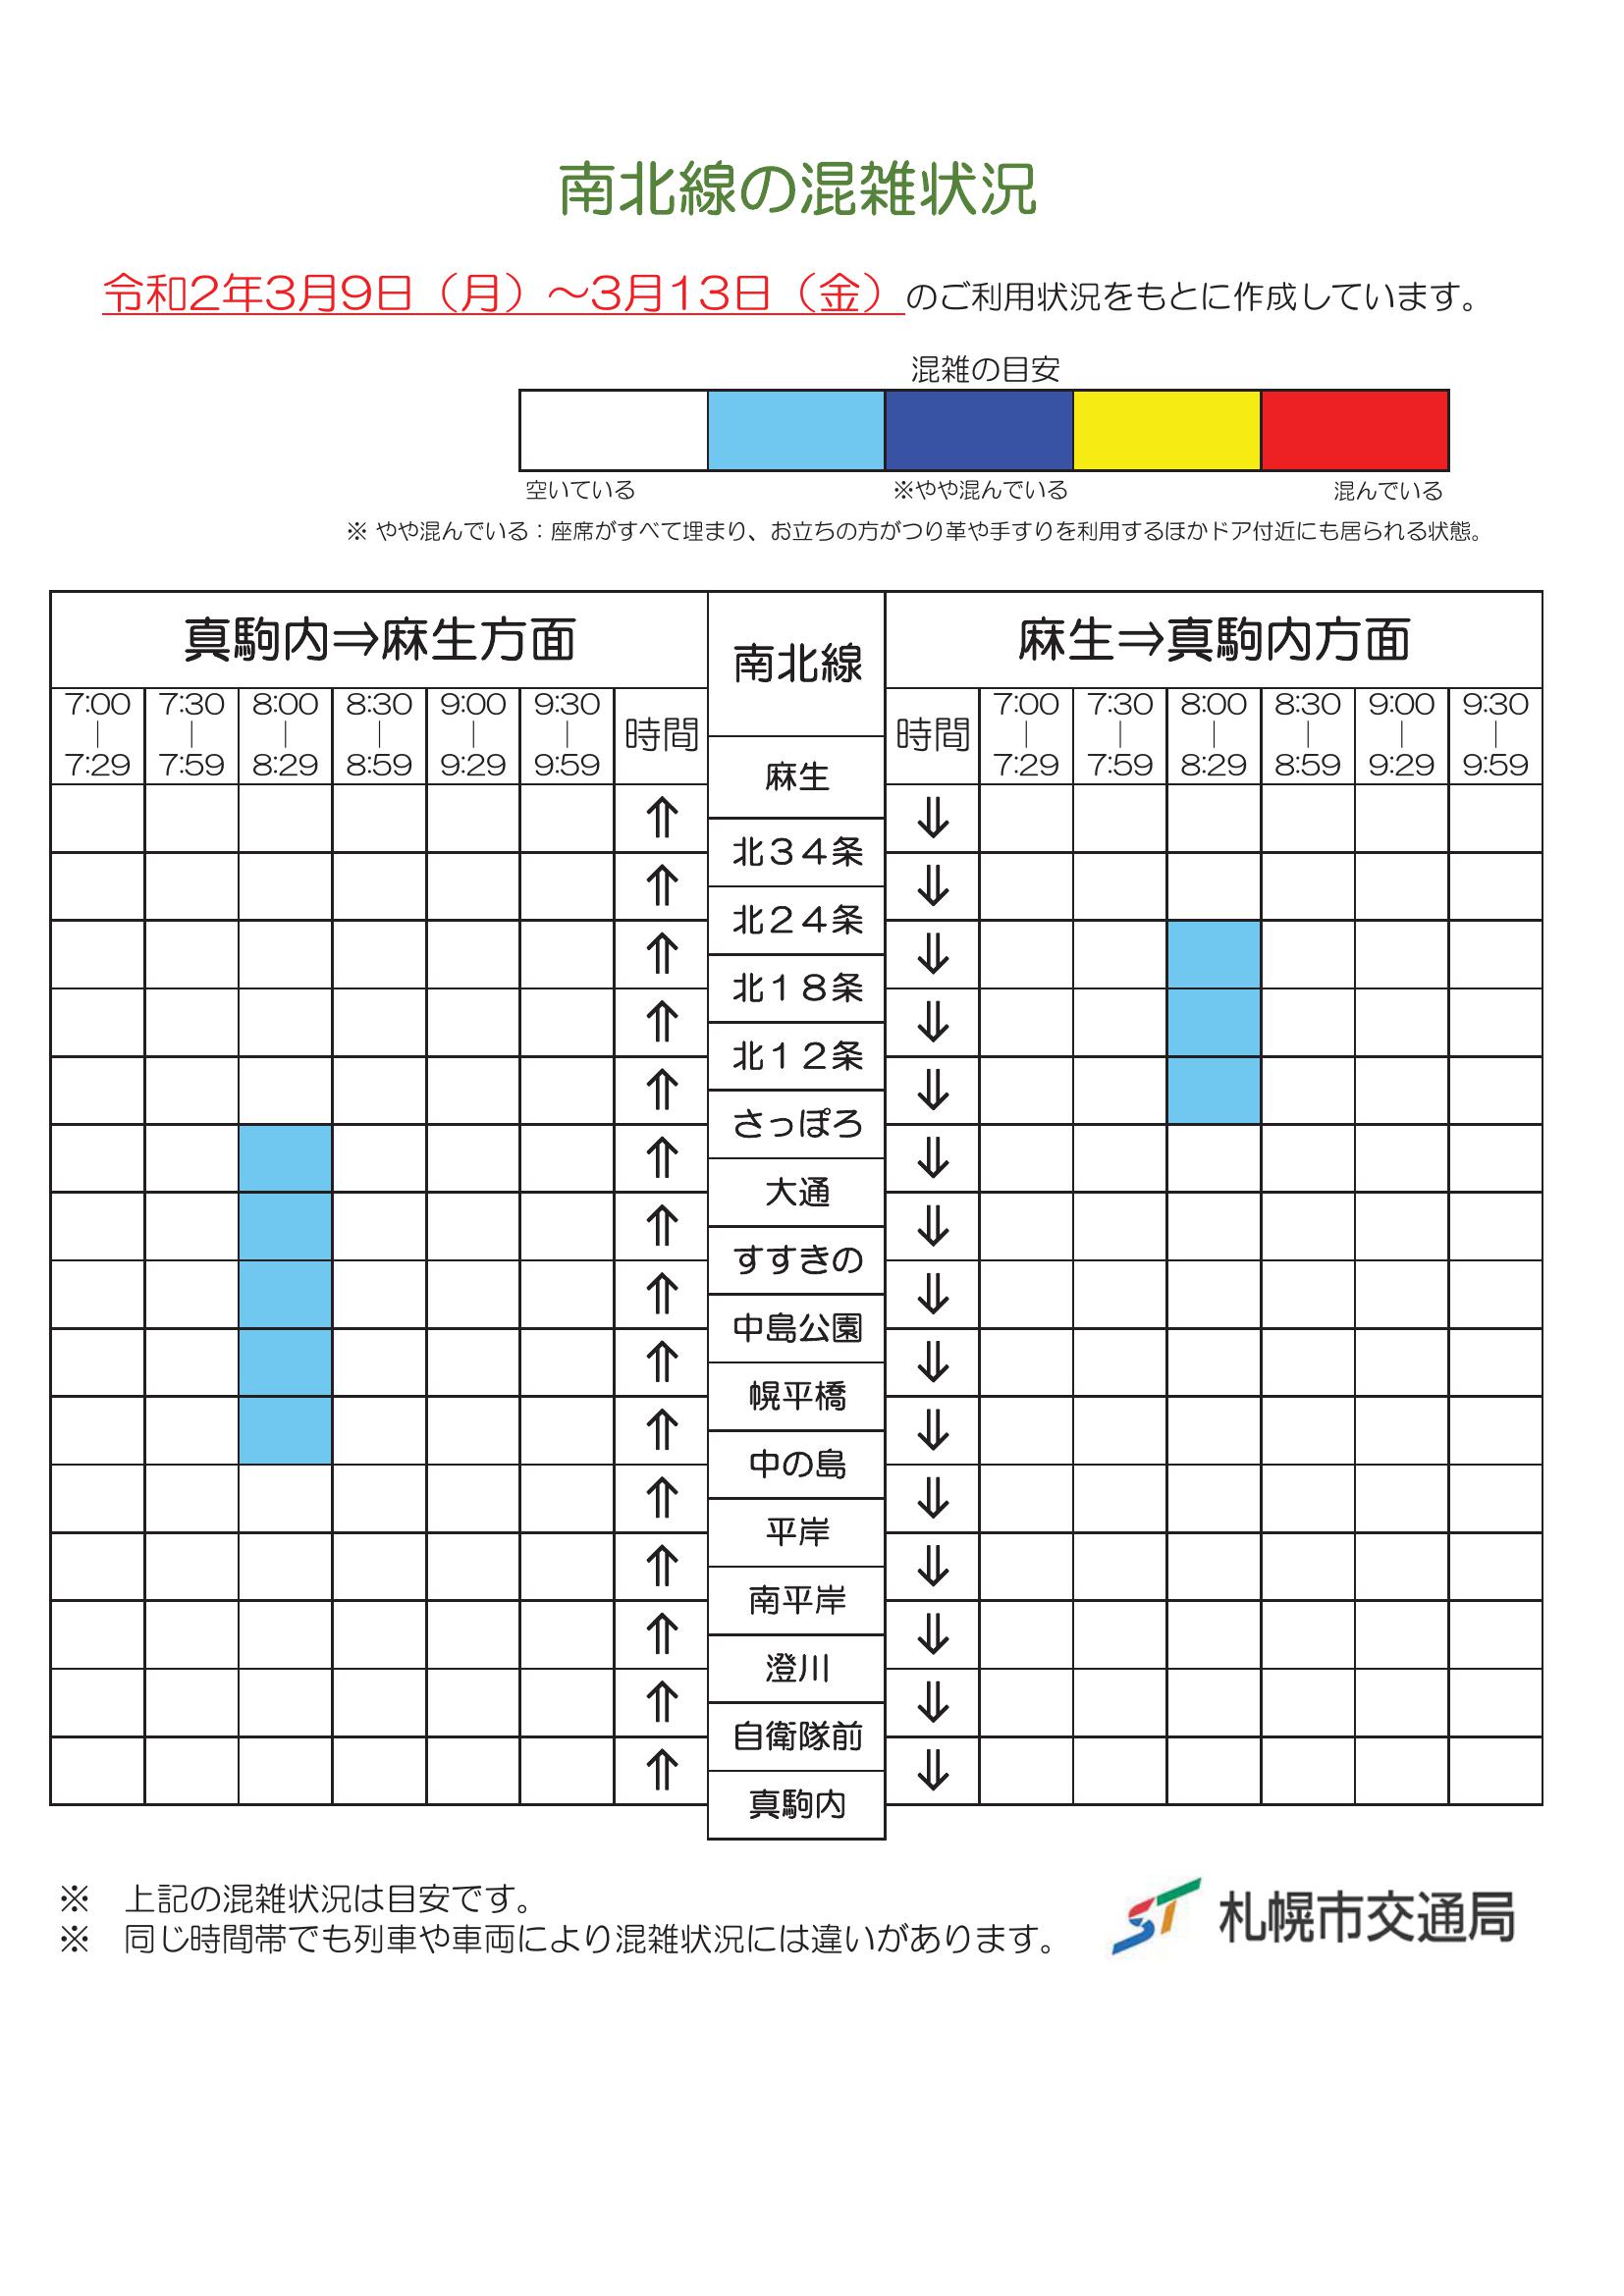 南北線の混雑状況
令和2年3月9日（月）～3月13日（金）のご利用状況をもとに作成しています。
混雑の目安
空いている ※やや混んでいる 混んでいる
※ やや混んでいる：座席がすべて埋まり、お立ちの方がつり革や手すりを利用するほかドア付近にも居られる状態。
真駒内⇒麻生方面 南北線 麻生⇒真駒内方面
7:00 7:30 8:00 8:30 9:00 9:30 時間 時間 7:00 7:30 8:00 8:30 9:00 9:30
| | | | | | | | | | | |
7:29 7:59 8:29 8:59 9:29 9:59 7:29 7:59 8:29 8:59 9:29 9:59
麻生
⇑ ⇓
北３４条
⇑ ⇓
北２４条
⇑ ⇓
北１８条
⇑ ⇓
北１２条
⇑ ⇓
さっぽろ
⇑ ⇓
大通
⇑ ⇓
すすきの
⇑ ⇓
中島公園
⇑ ⇓
幌平橋
⇑ ⇓
中の島
⇑ ⇓
平岸
⇑ ⇓
南平岸
⇑ ⇓
澄川
⇑ ⇓
自衛隊前
⇑ ⇓
真駒内
※　上記の混雑状況は目安です。
※　同じ時間帯でも列車や車両により混雑状況には違いがあります。
ST 札幌市交通局